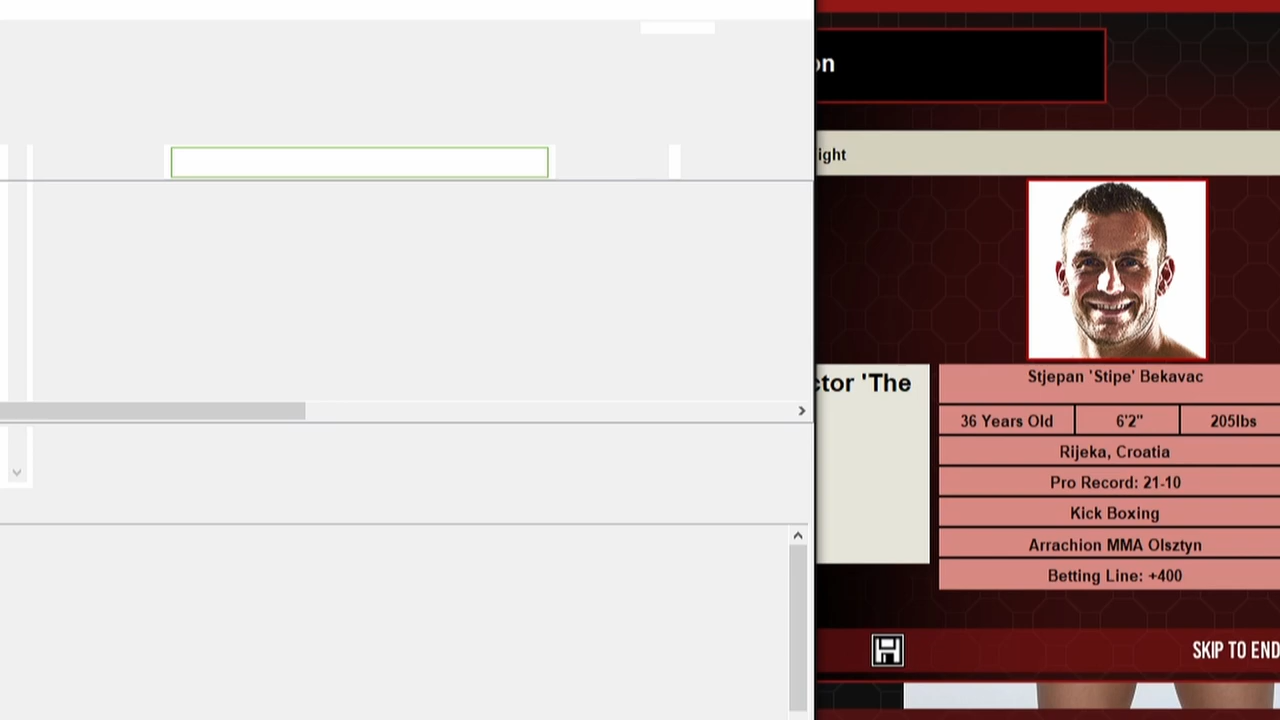 on
ight
ctor 'The
Stjepan 'Stipe' Bekavac
36 Years Old
6'2"
205lbs
Rijeka, Croatia
Pro Record: 21-10
Kick Boxing
Arrachion MMA Olsztyn
Betting Line: +400
SKIP TO END